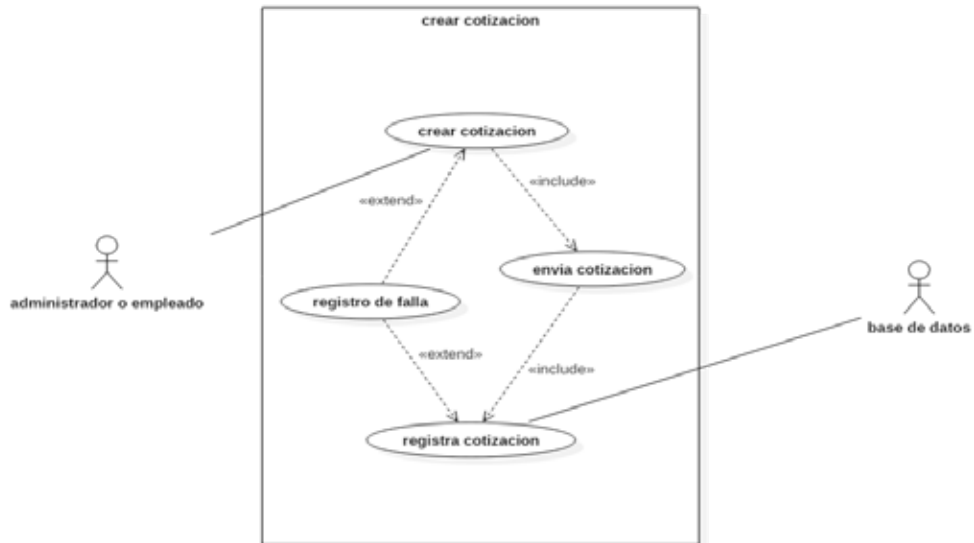 crear cotizacion
crear cotizacion
«include»
«extend»
envia cotizacion
administrador o empleado
registro de falla
base de datos
«extend»
«include»
registra cotizacion